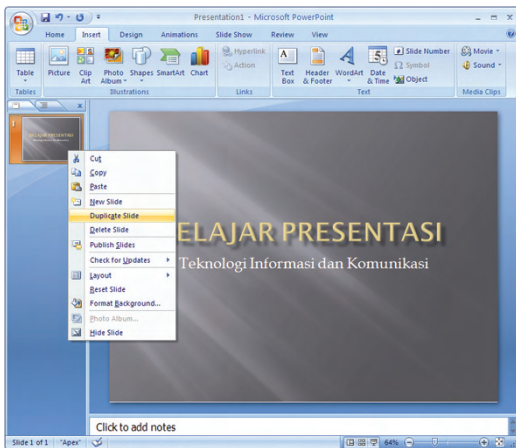 Presentation1 - Microsoft PowerPoint
Home Insert Design Animations Slide Show Review View
Table
Picture
Clip Art
Photo Album
Shapes
SmartArt
Chart
Hyperlink
Action
Text Box
Header & Footer
WordArt
Date & Time
Slide Number
Symbol
Object
Movie
Sound
Tables Illustrations Links Text Media Clips
1
BELAJAR PRESENTASI
Cut
Copy
Paste
New Slide
Duplicate Slide
Delete Slide
Publish Slides
Check for Updates
Layout
Reset Slide
Format Background...
Photo Album...
Hide Slide
ELAJAR PRESENTASI
Teknologi Informasi dan Komunikasi
Click to add notes
Slide 1 of 1 "Apex" 64%